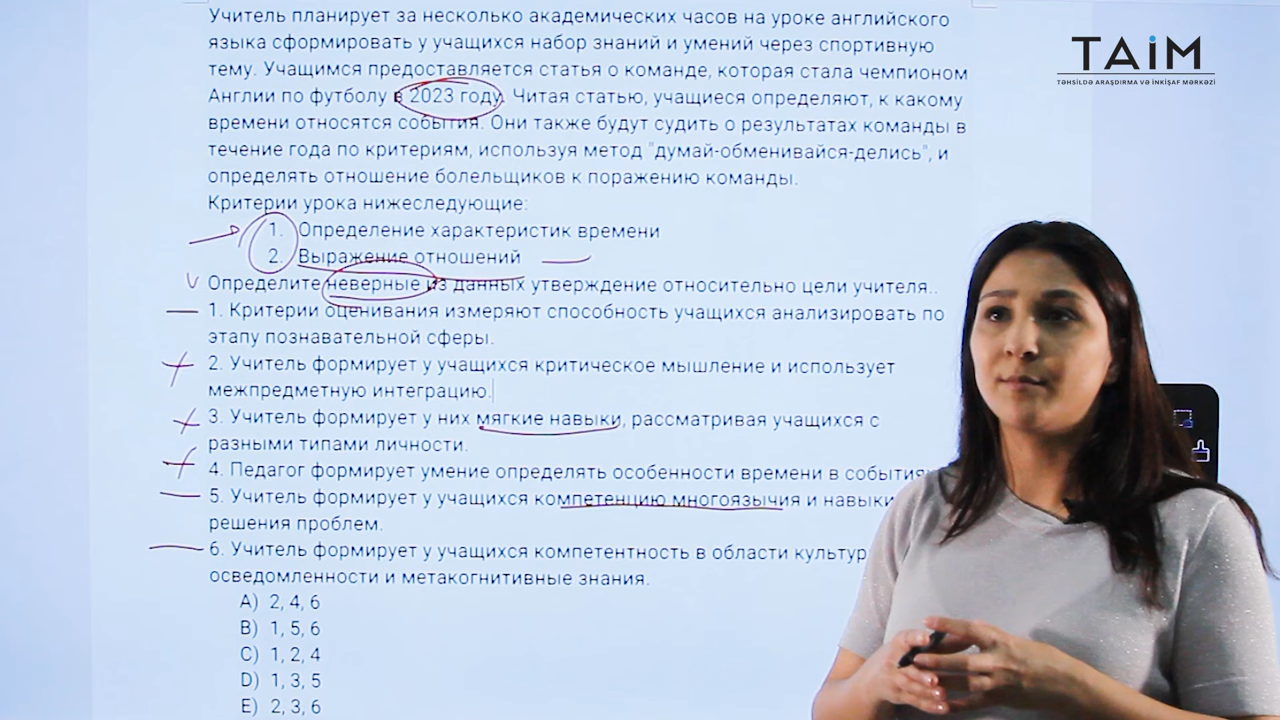 Учитель планирует за несколько академических часов на уроке английского
языка сформировать у учащихся набор знаний и умений через спортивную
тему. Учащимся предоставляется статья о команде, которая стала чемпионом
Англии по футболу в 2023 году. Читая статью, учащиеся определяют, к какому
времени относятся события. Они также будут судить о результатах команды в
течение года по критериям, используя метод "думай-обменивайся-делись", и
определять отношение болельщиков к поражению команды.
Критерии урока нижеследующие:
1. Определение характеристик времени
2. Выражение отношений
Определите неверные из данных утверждение относительно цели учителя..
1. Критерии оценивания измеряют способность учащихся анализировать по
этапу познавательной сферы.
2. Учитель формирует у учащихся критическое мышление и использует
межпредметную интеграцию.
3. Учитель формирует у них мягкие навыки, рассматривая учащихся с
разными типами личности.
4. Педагог формирует умение определять особенности времени в
5. Учитель формирует у учащихся компетенцию многоязычия и навыки
решения проблем.
6. Учитель формирует у учащихся компетентность в области
осведомленности и метакогнитивные знания.
A) 2, 4, 6
B) 1, 5, 6
C) 1, 2, 4
D) 1, 3, 5
E) 2, 3, 6
TAiM
TƏHSİLDƏ ARAŞDIRMA VƏ İNKİŞAF MƏRKƏZİ